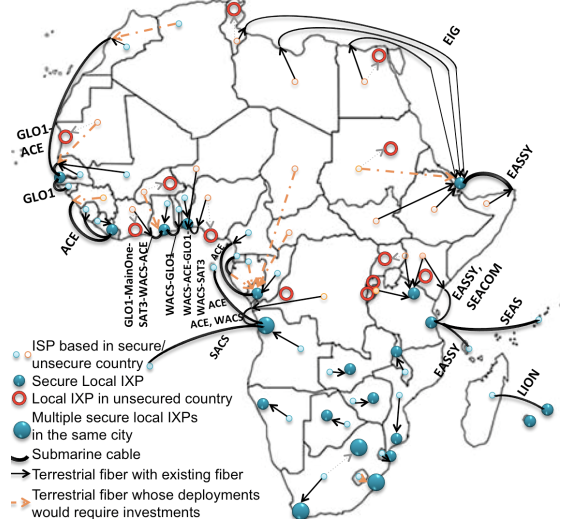 EIG
GLO1-
ACE
EASSY
GLO1
ACE
GLO1-MainOne-
SAT3-WACS-ACE
WACS-GLO1
WACS-ACE-GLO1-
WACS-SAT3
ACE
ACE
ACE, WACS
SACS
EASSY,
SEACOM
SEAS
EASSY
LION
ISP based in secure/
unsecure country
Secure Local IXP
Local IXP in unsecured country
Multiple secure local IXPs
in the same city
Submarine cable
Terrestrial fiber with existing fiber
Terrestrial fiber whose deployments
would require investments